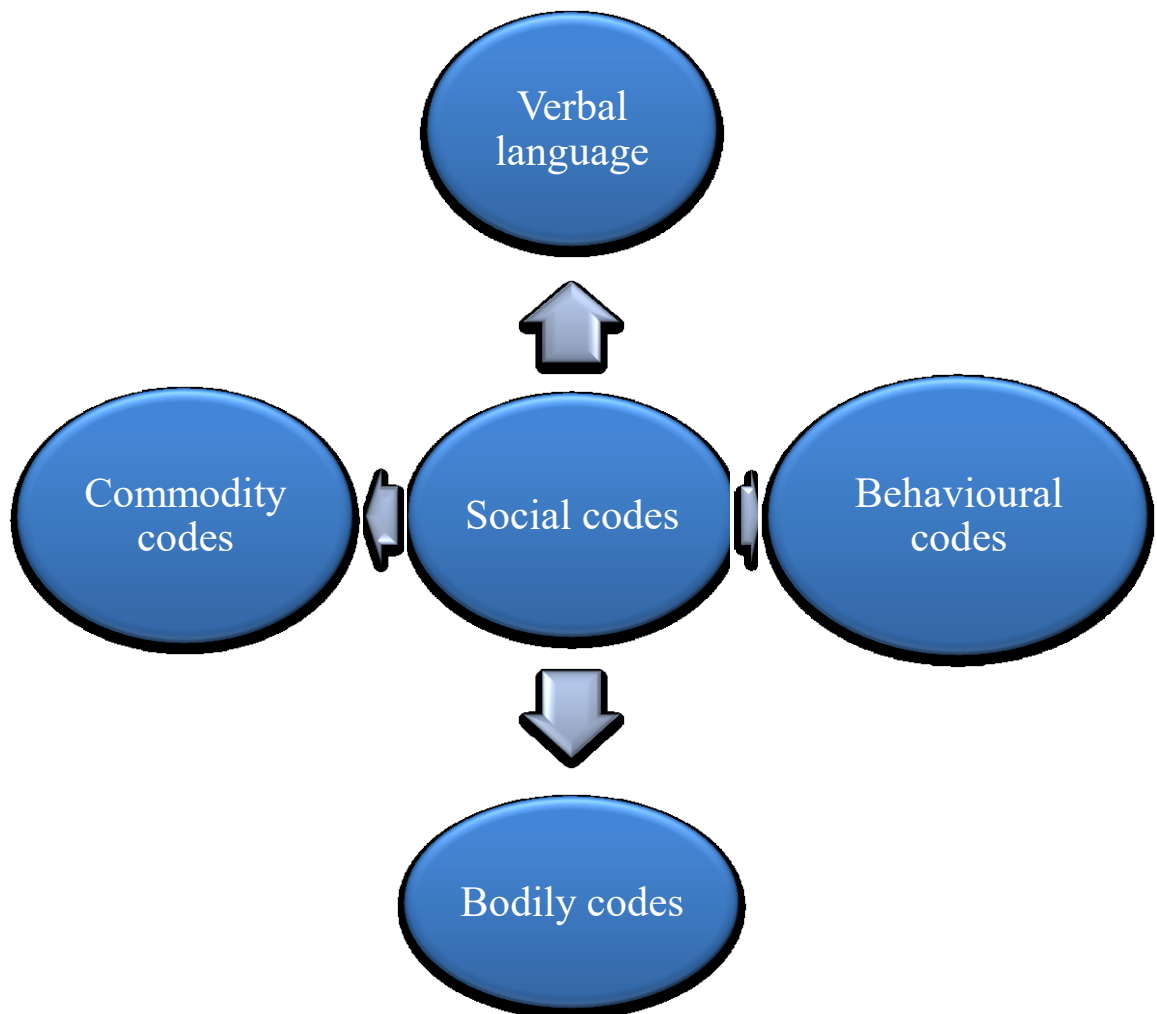 Verbal
language
Commodity
codes
Social codes
Behavioural
codes
Bodily codes